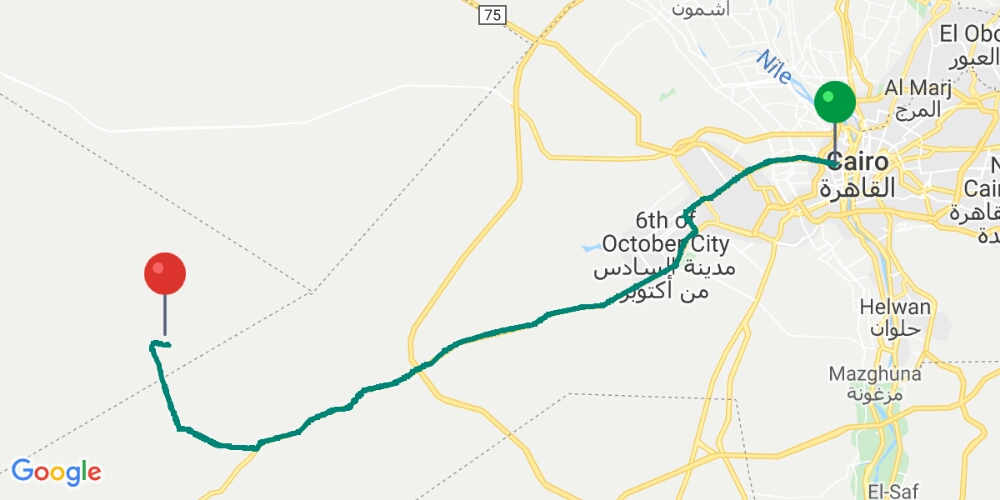 أشمون
75
El Obo
العبور
Nile
Al Marj
المرج
Cairo
القاهرة
N
Cair
قاهرة
دة
6th of
October City
مدينة السادس
من أكتوبر
Helwan
حلوان
Mazghuna
مزغونة
El-Saf
Google